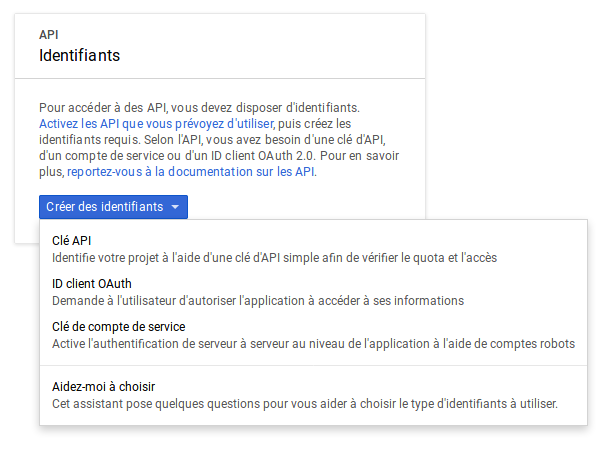 API
Identifiants
Pour accéder à des API, vous devez disposer d'identifiants.
Activez les API que vous prévoyez d'utiliser, puis créez les
identifiants requis. Selon l'API, vous avez besoin d'une clé d'API,
d'un compte de service ou d'un ID client OAuth 2.0. Pour en savoir
plus, reportez-vous à la documentation sur les API.
Créer des identifiants
Clé API
Identifie votre projet à l'aide d'une clé d'API simple afin de vérifier le quota et l'accès
ID client OAuth
Demande à l'utilisateur d'autoriser l'application à accéder à ses informations
Clé de compte de service
Active l'authentification de serveur à serveur au niveau de l'application à l'aide de comptes robots
Aidez-moi à choisir
Cet assistant pose quelques questions pour vous aider à choisir le type d'identifiants à utiliser.